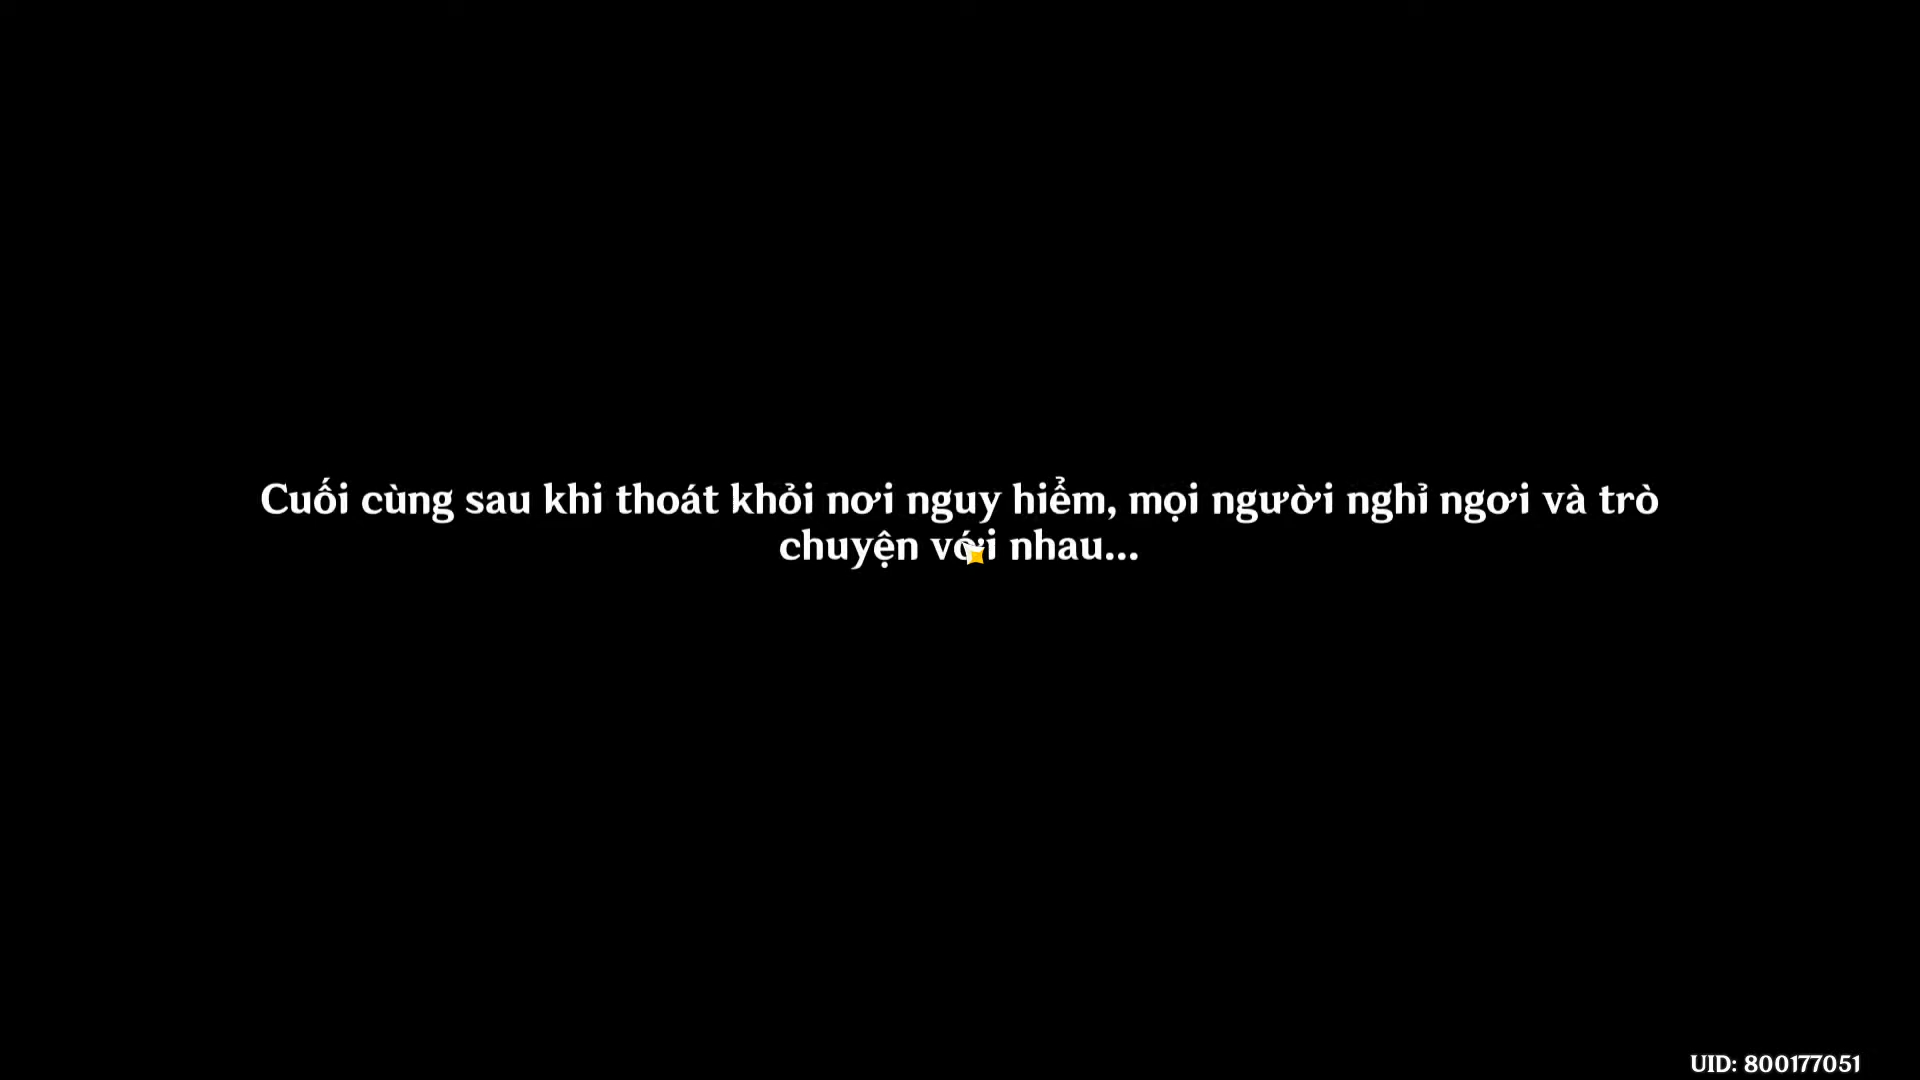 Cuối cùng sau khi thoát khỏi nơi nguy hiểm, mọi người nghỉ ngơi và trò
chuyện với nhau...
UID: 800177051